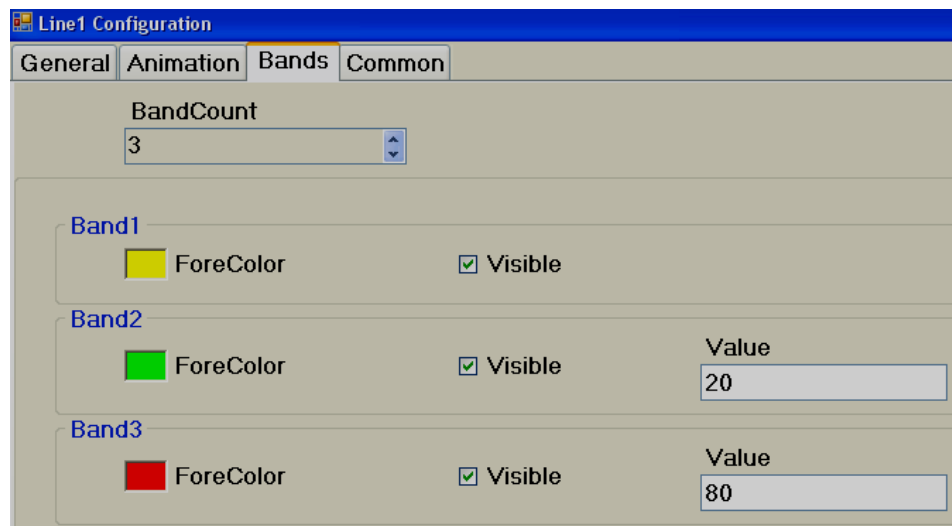 Line1 Configuration
General Animation Bands Common
BandCount
3
Band1
ForeColor Visible
Band2
ForeColor Visible Value
20
Band3
ForeColor Visible Value
80